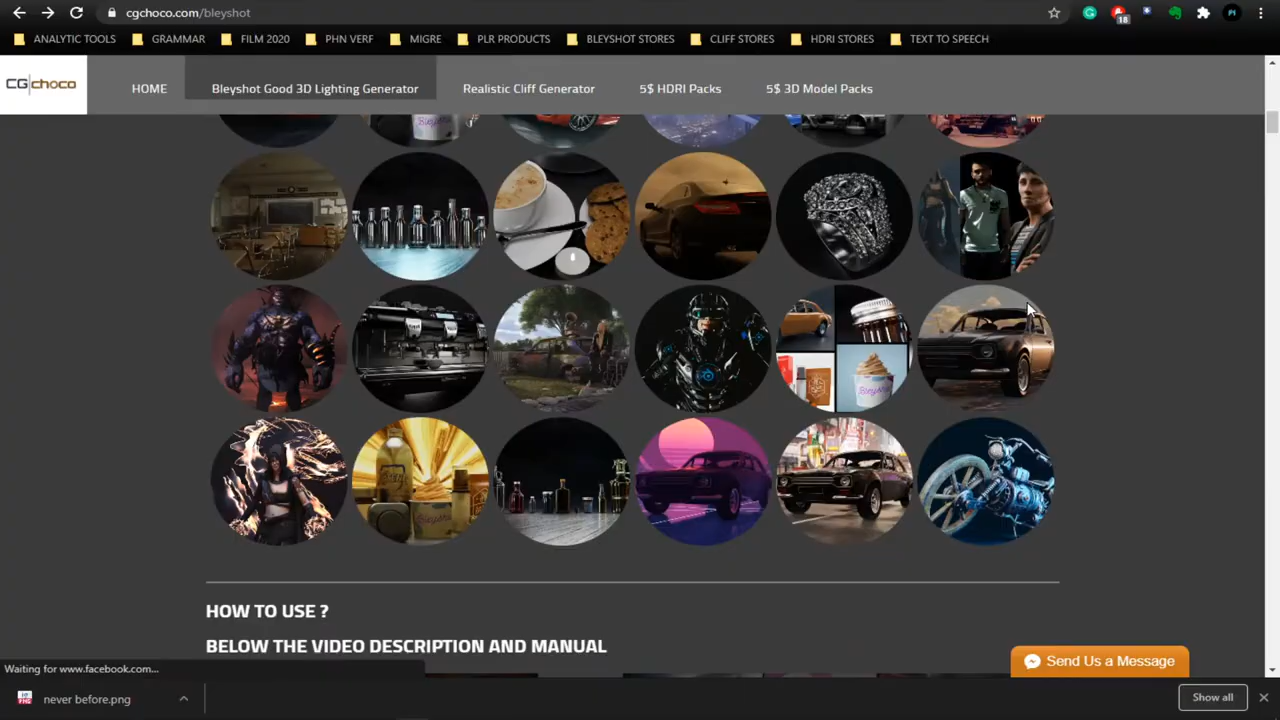 cgchoco.com/bleyshot
18
PI
ANALYTIC TOOLS GRAMMAR FILM 2020 PHN VERF MIGRE PLR PRODUCTS BLEYSHOT STORES CLIFF STORES HDRI STORES TEXT TO SPEECH
CG choco HOME Bleyshot Good 3D Lighting Generator Realistic Cliff Generator 5$ HDRI Packs 5$ 3D Model Packs
HOW TO USE ?
BELOW THE VIDEO DESCRIPTION AND MANUAL
Send Us a Message
Waiting for www.facebook.com...
never before.png
Show all